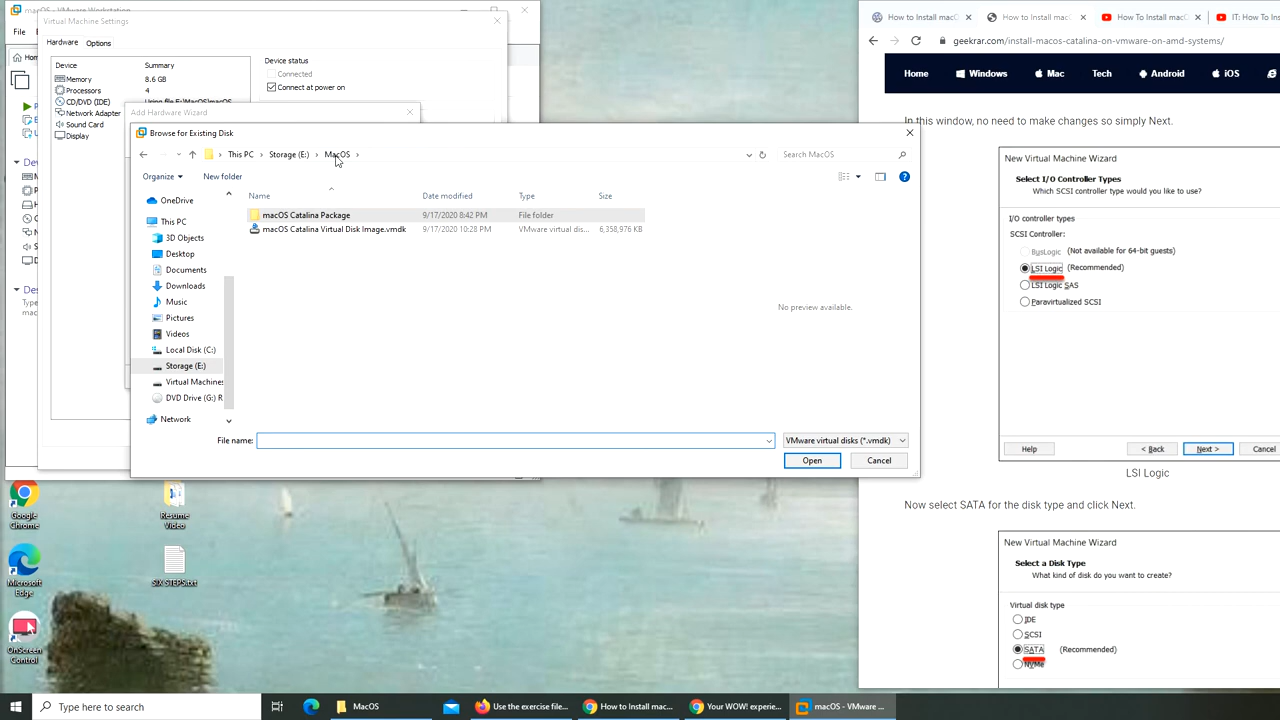 macOS - VMware Workstation
Virtual Machine Settings
File
Hardware
Options
Device
Summary
Memory
8.6 GB
Processors
4
CD/DVD (IDE)
Using file E:\MacOS\macOS
Network Adapter
Sound Card
Display
Device status
Connected
Connect at power on
Add Hardware Wizard
Browse for Existing Disk
This PC
Storage (E:)
MacOS
Search MacOS
Organize
New folder
Name
Date modified
Type
Size
macOS Catalina Package
9/17/2020 8:42 PM
File folder
macOS Catalina Virtual Disk Image.vmdk
9/17/2020 10:28 PM
VMware virtual dis...
6,358,976 KB
OneDrive
This PC
3D Objects
Desktop
Documents
Downloads
Music
Pictures
Videos
Local Disk (C:)
Storage (E:)
Virtual Machines
DVD Drive (G:) R
Network
No preview available.
File name:
VMware virtual disks (*.vmdk)
Open
Cancel
How to Install mac
How to Install mac
How To Install mac
IT: How to Inst
geekrar.com/install-macos-catalina-on-vmware-on-amd-systems/
Home
Windows
Mac
Tech
Android
iOS
In this window, no need to make changes so simply Next.
New Virtual Machine Wizard
Select I/O Controller Types
Which SCSI controller type would you like to use?
I/O controller types
SCSI Controller:
BusLogic (Not available for 64-bit guests)
LSI Logic (Recommended)
LSI Logic SAS
Paravirtualized SCSI
Help
< Back
Next >
Cancel
LSI Logic
Now select SATA for the disk type and click Next.
New Virtual Machine Wizard
Select a Disk Type
What kind of disk do you want to create?
Virtual disk type
IDE
SCSI
SATA (Recommended)
NVMe
Google
Chrome
Resume
Video
Microsoft
Edge
SIX STEPS.txt
OnScreen
Control
Type here to search
MacOS
Use the exercise file...
How to Install mac...
Your WOW! experie...
macOS - VMware ...